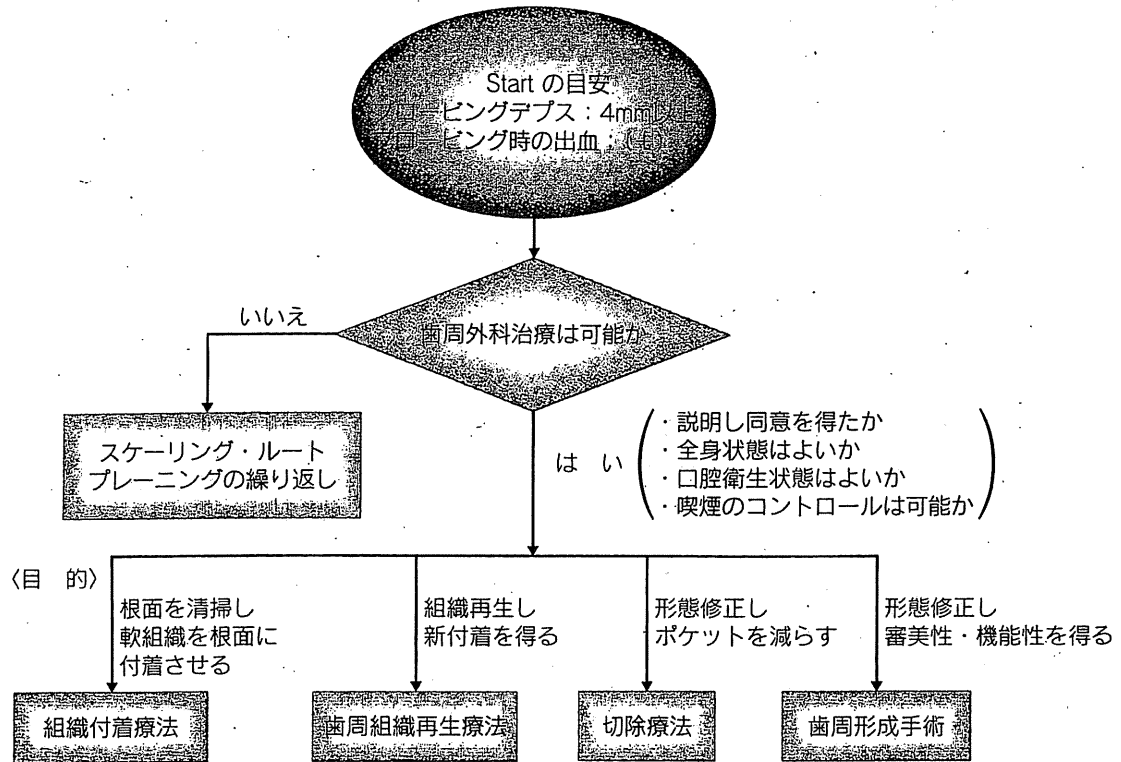 Start の目安
プロービングデプス：4mm以上
プロービング時の出血：(+)
歯周外科治療は可能か
いいえ
スケーリング・ルート
プレーニングの繰り返し
は い
・説明し同意を得たか
・全身状態はよいか
・口腔衛生状態はよいか
・喫煙のコントロールは可能か
〈目 的〉
根面を清掃し
軟組織を根面に
付着させる
組織再生し
新付着を得る
形態修正し
ポケットを減らす
形態修正し
審美性・機能性を得る
組織付着療法
歯周組織再生療法
切除療法
歯周形成手術